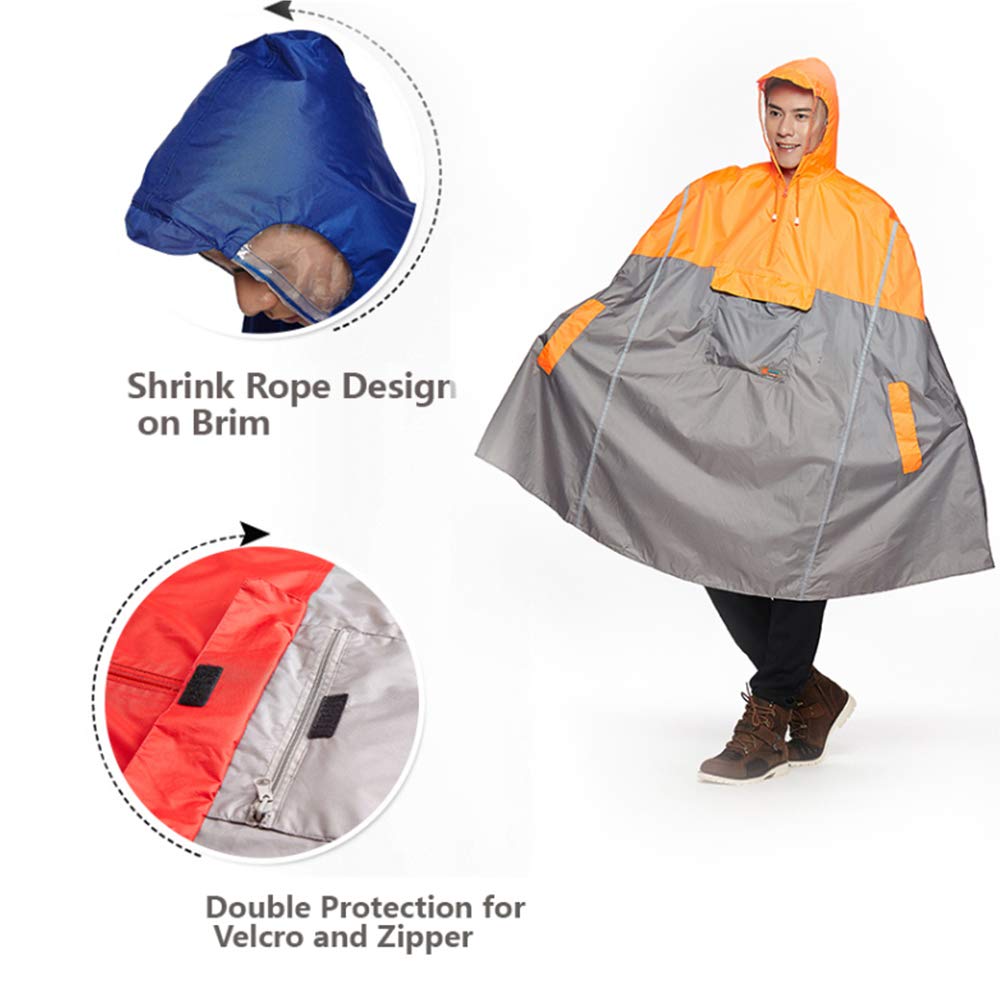 Shrink Rope Design
on Brim
Double Protection for
Velcro and Zipper